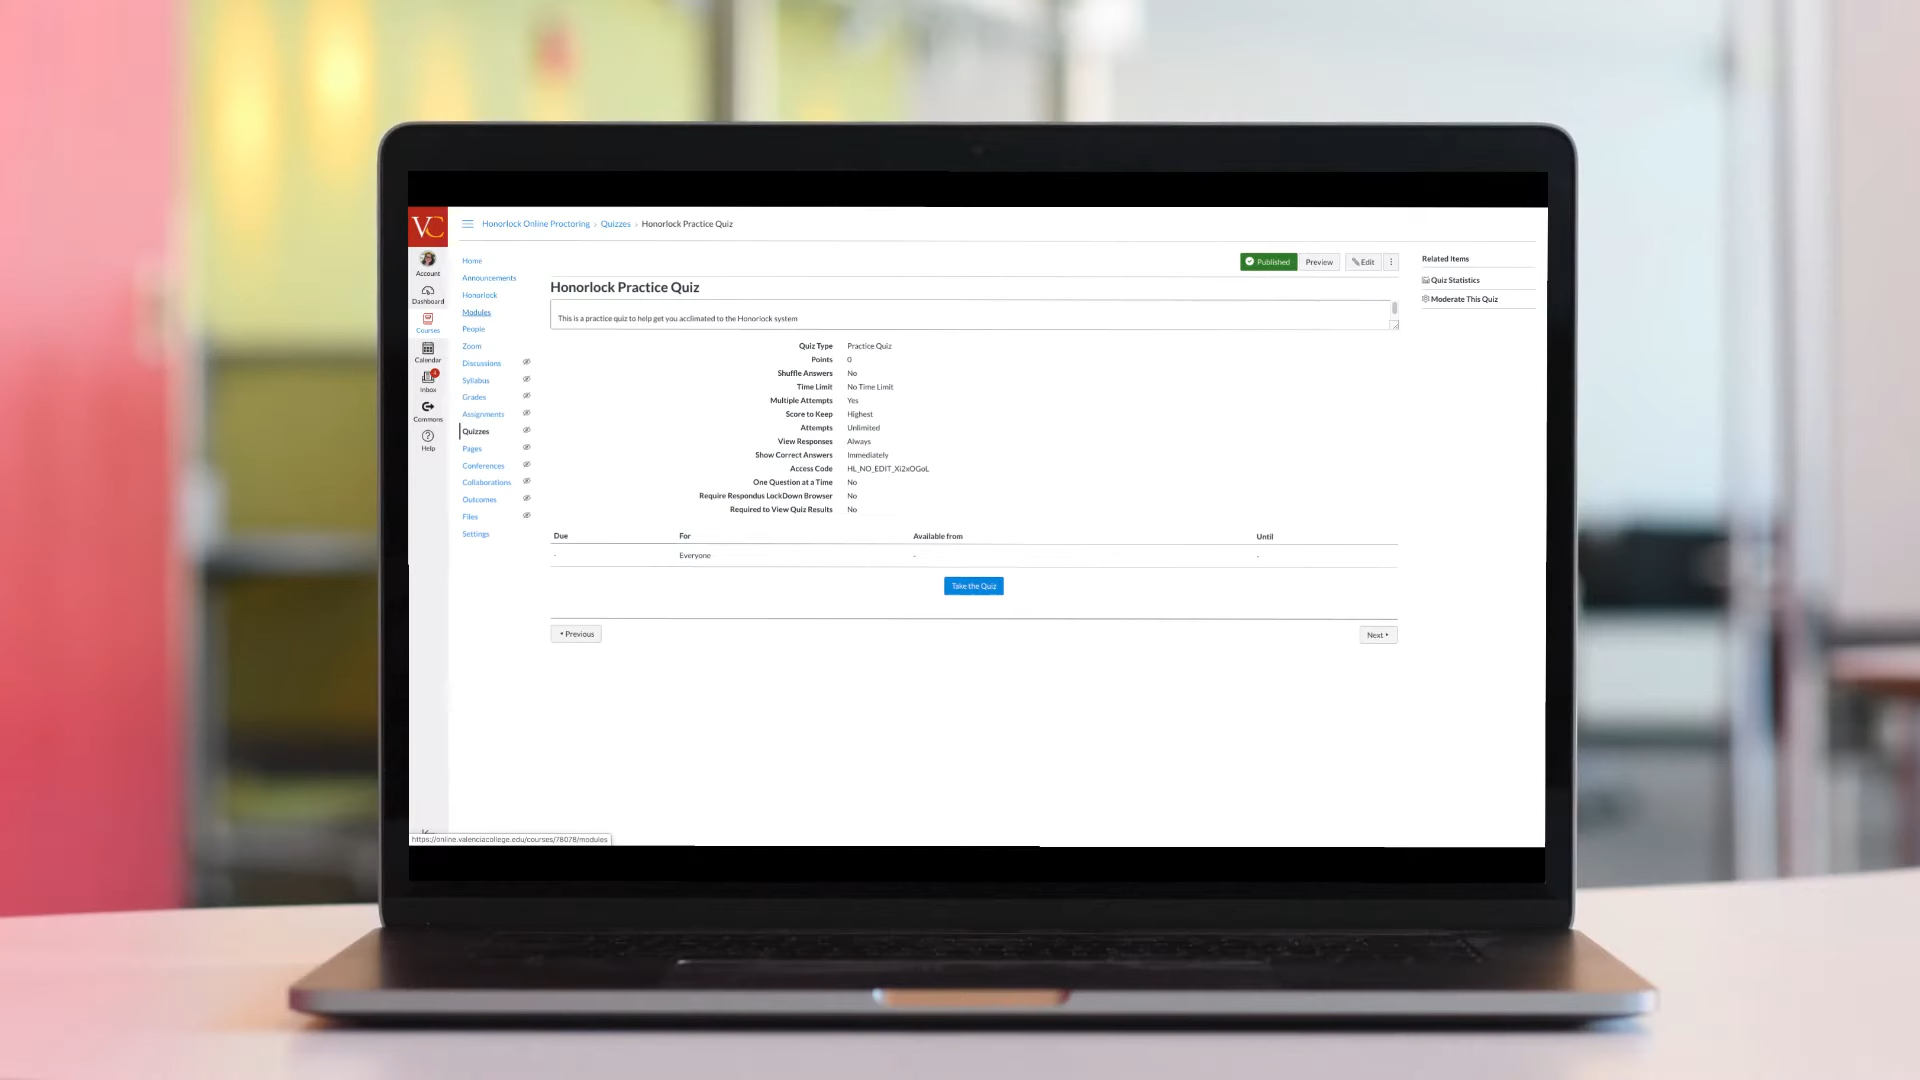 VC
Honorlock Online Proctoring › Quizzes › Honorlock Practice Quiz
Account
Dashboard
Courses
Calendar
4
Inbox
Commons
Help
Home
Announcements
Honorlock
Modules
People
Zoom
Discussions
Syllabus
Grades
Assignments
Quizzes
Pages
Conferences
Collaborations
Outcomes
Files
Settings
Published Preview Edit
Honorlock Practice Quiz
This is a practice quiz to help get you acclimated to the Honorlock system
Quiz Type Practice Quiz
Points 0
Shuffle Answers No
Time Limit No Time Limit
Multiple Attempts Yes
Score to Keep Highest
Attempts Unlimited
View Responses Always
Show Correct Answers Immediately
Access Code HL_NO_EDIT_Xi2xOGoL
One Question at a Time No
Require Respondus LockDown Browser No
Required to View Quiz Results No
Due For Available from Until
- Everyone - -
Take the Quiz
Previous Next
Related Items
Quiz Statistics
Moderate This Quiz
https://online.valenciacollege.edu/courses/78078/modules